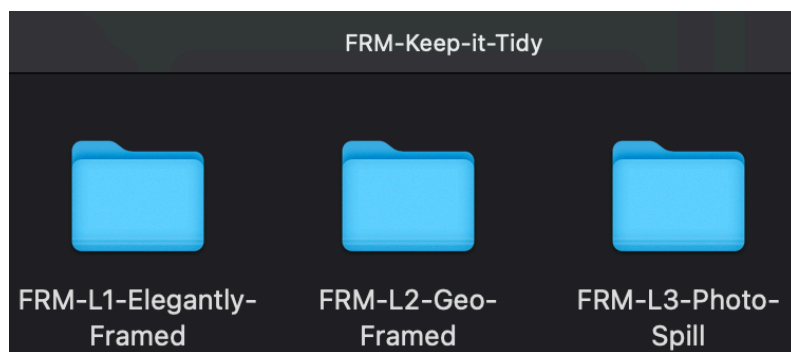 FRM-Keep-it-Tidy
FRM-L1-Elegantly-
Framed
FRM-L2-Geo-
Framed
FRM-L3-Photo-
Spill